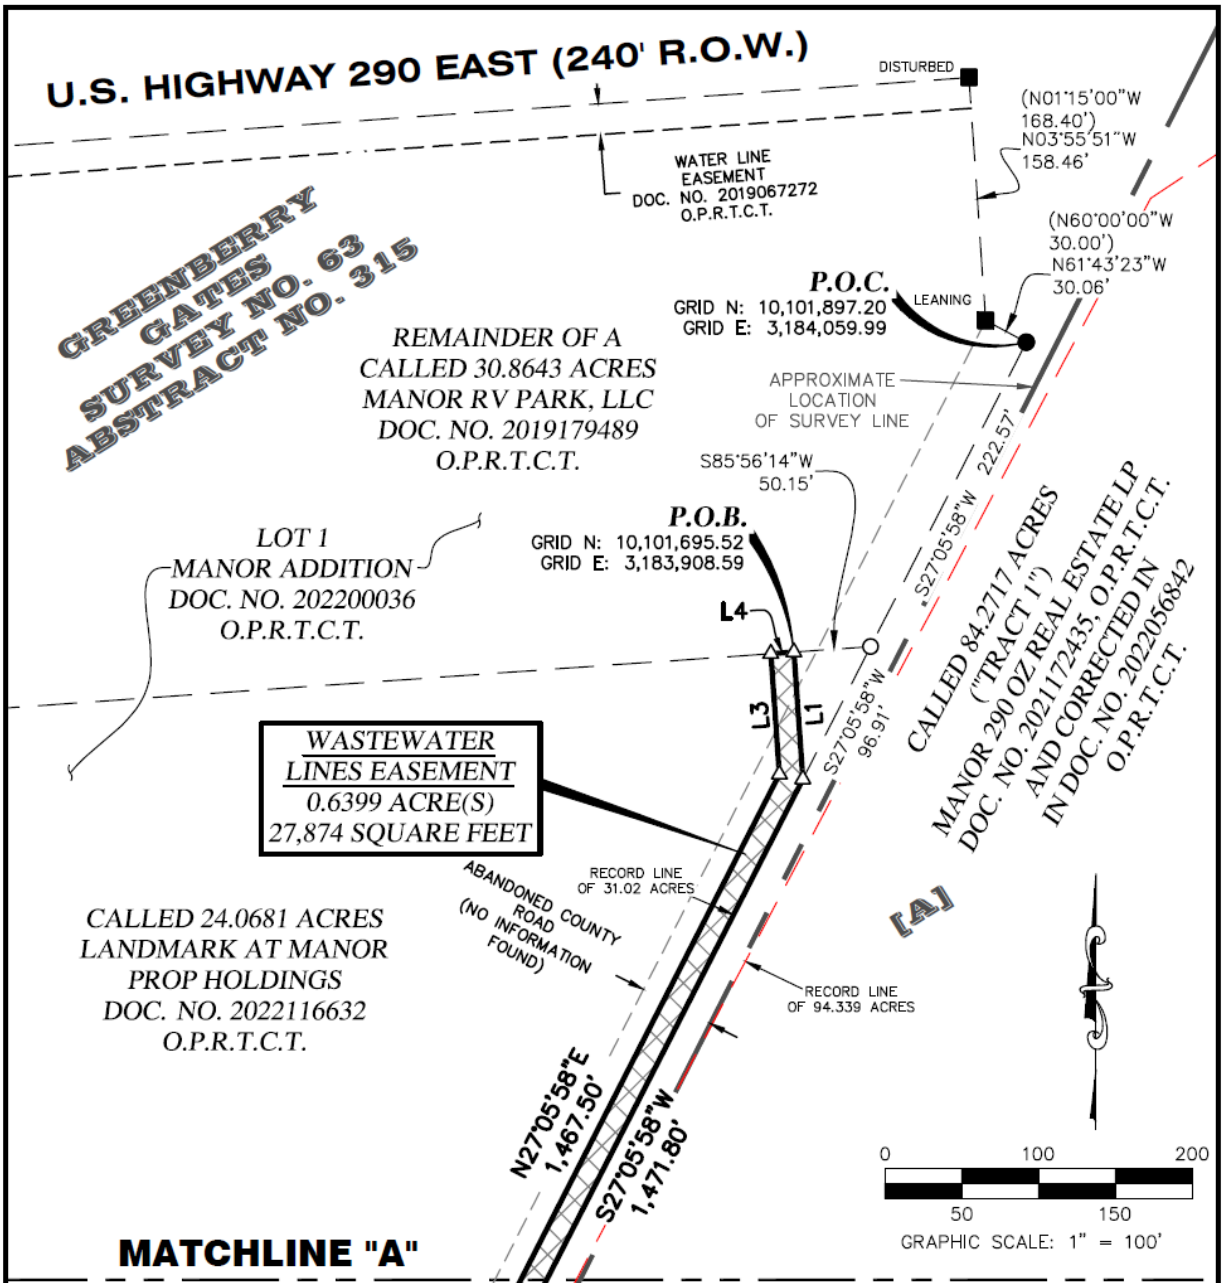 U.S. HIGHWAY 290 EAST (240' R.O.W.)
DISTURBED
(N01°15'00"W
168.40')
N03°55'51"W
158.46'
WATER LINE
EASEMENT
DOC. NO. 2019067272
O.P.R.T.C.T.
GREENBERRY
GATES
SURVEY NO. 63
ABSTRACT NO. 315
(N60°00'00"W
30.00')
N61°43'23"W
30.06'
P.O.C.
GRID N: 10,101,897.20
GRID E: 3,184,059.99
LEANING
REMAINDER OF A
CALLED 30.8643 ACRES
MANOR RV PARK, LLC
DOC. NO. 2019179489
O.P.R.T.C.T.
APPROXIMATE
LOCATION
OF SURVEY LINE
S85°56'14"W
50.15'
S27°05'58"W 222.57'
P.O.B.
GRID N: 10,101,695.52
GRID E: 3,183,908.59
LOT 1
MANOR ADDITION
DOC. NO. 202200036
O.P.R.T.C.T.
L4
L3
L1
S27°05'58"W
96.91'
CALLED 84.2717 ACRES
("TRACT 1")
MANOR 290 OZ REAL ESTATE LP
DOC. NO. 2021172435, O.P.R.T.C.T.
AND CORRECTED IN
IN DOC. NO. 2022056842
O.P.R.T.C.T.
WASTEWATER
LINES EASEMENT
0.6399 ACRE(S)
27,874 SQUARE FEET
ABANDONED COUNTY
ROAD
(NO INFORMATION
FOUND)
RECORD LINE
OF 31.02 ACRES
[A]
CALLED 24.0681 ACRES
LANDMARK AT MANOR
PROP HOLDINGS
DOC. NO. 2022116632
O.P.R.T.C.T.
RECORD LINE
OF 94.339 ACRES
N27°05'58"E
1,467.50'
S27°05'58"W
1,471.80'
0 100 200
50 150
GRAPHIC SCALE: 1" = 100'
MATCHLINE "A"